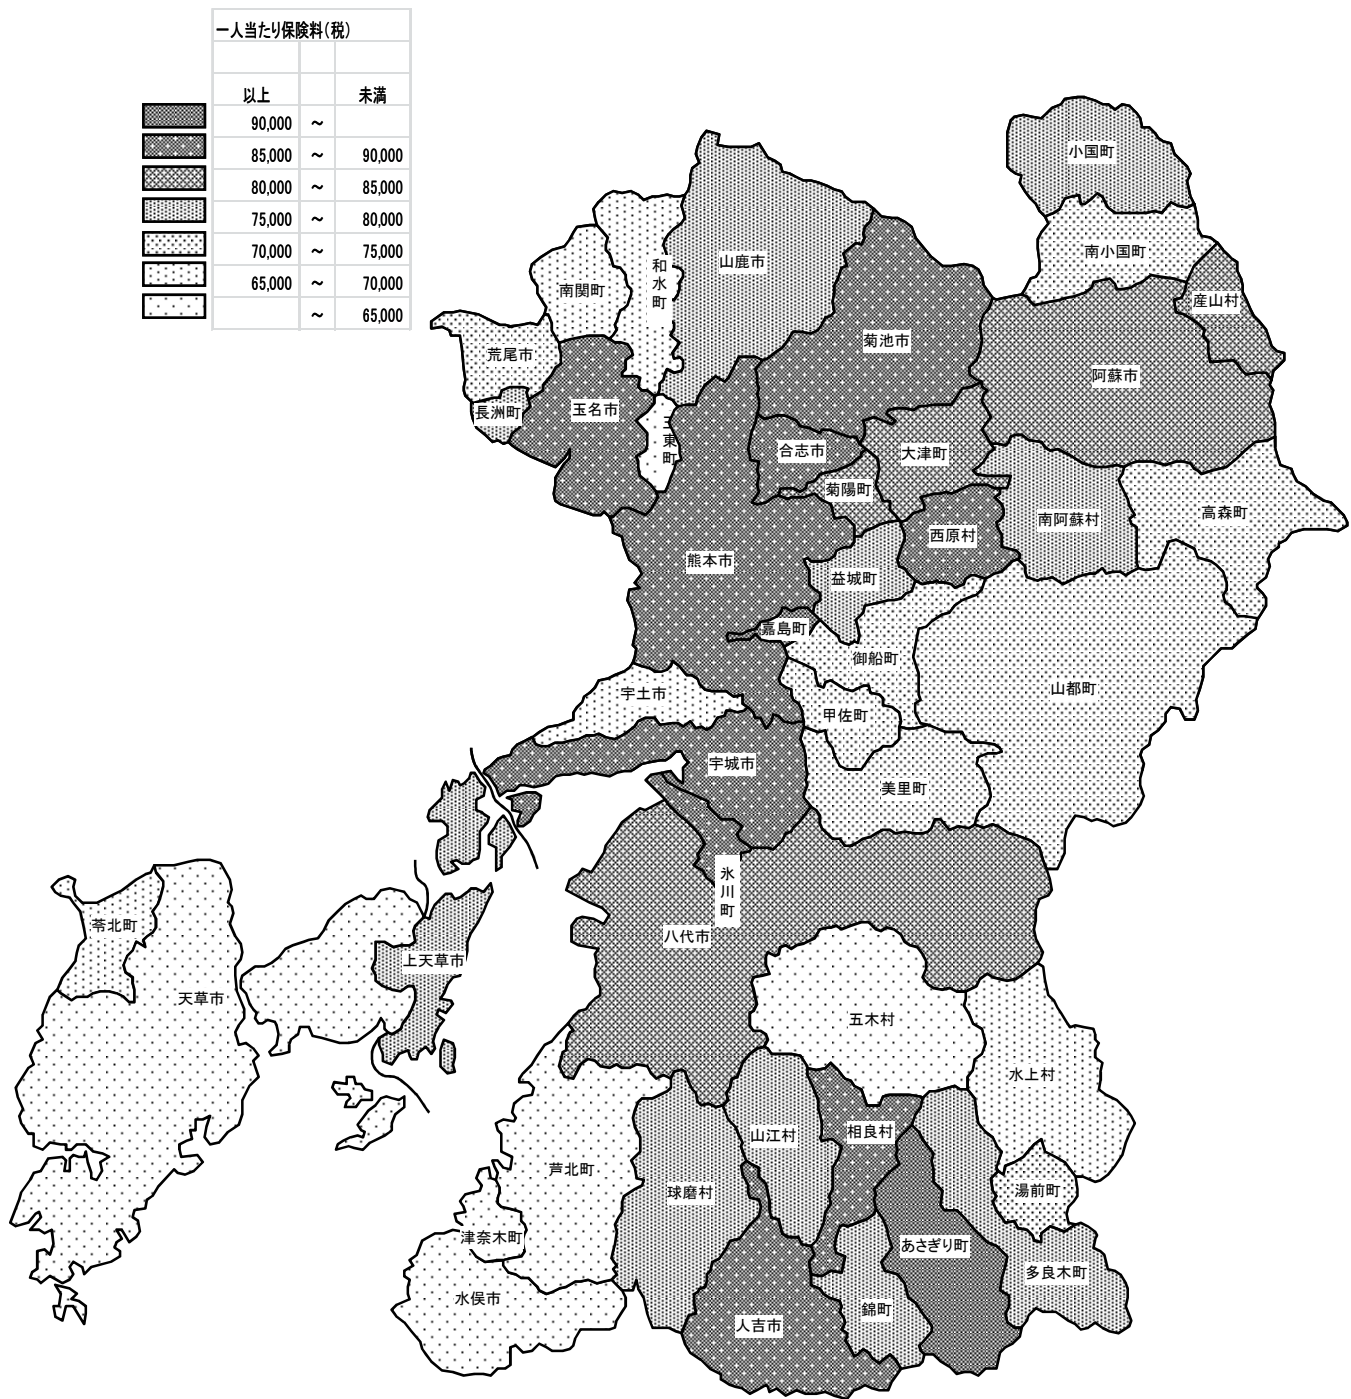 一人当たり保険料(税)
以上 未満
90,000 ～
85,000 ～ 90,000
80,000 ～ 85,000
75,000 ～ 80,000
70,000 ～ 75,000
65,000 ～ 70,000
～ 65,000
小国町
南小国町
産山村
山鹿市
和水町
南関町
菊池市
荒尾市
阿蘇市
長洲町
玉名市
玉東町
合志市
大津町
菊陽町
南阿蘇村
高森町
西原村
熊本市
益城町
嘉島町
御船町
山都町
宇土市
甲佐町
宇城市
美里町
氷川町
八代市
苓北町
上天草市
天草市
五木村
水上村
山江村
相良村
芦北町
球磨村
湯前町
津奈木町
あさぎり町
多良木町
水俣市
錦町
人吉市